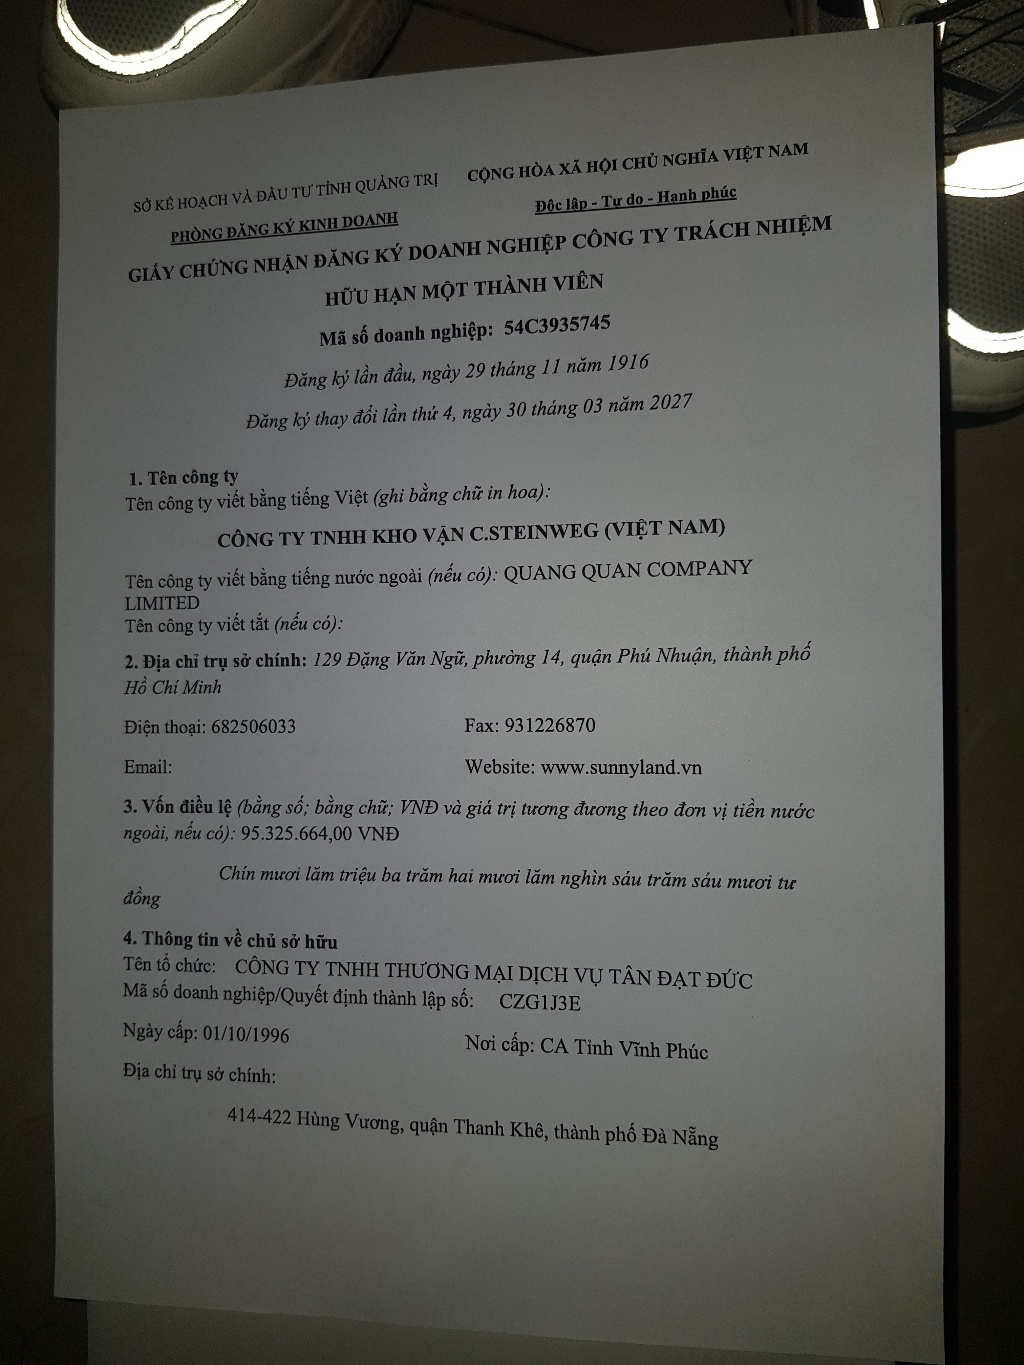 SỞ KẾ HOẠCH VÀ ĐẦU TƯ TỈNH QUẢNG TRỊ
CỘNG HÒA XÃ HỘI CHỦ NGHĨA VIỆT NAM
PHÒNG ĐĂNG KÝ KINH DOANH
Độc lập - Tự do - Hạnh phúc
GIẤY CHỨNG NHẬN ĐĂNG KÝ DOANH NGHIỆP CÔNG TY TRÁCH NHIỆM
HỮU HẠN MỘT THÀNH VIÊN
Mã số doanh nghiệp: 54C3935745
Đăng ký lần đầu, ngày 29 tháng 11 năm 1916
Đăng ký thay đổi lần thứ 4, ngày 30 tháng 03 năm 2027
1. Tên công ty
Tên công ty viết bằng tiếng Việt (ghi bằng chữ in hoa):
CÔNG TY TNHH KHO VẬN C.STEINWEG (VIỆT NAM)
Tên công ty viết bằng tiếng nước ngoài (nếu có): QUANG QUAN COMPANY
LIMITED
Tên công ty viết tắt (nếu có):
2. Địa chỉ trụ sở chính: 129 Đặng Văn Ngữ, phường 14, quận Phú Nhuận, thành phố
Hồ Chí Minh
Điện thoại: 682506033
Fax: 931226870
Email:
Website: www.sunnyland.vn
3. Vốn điều lệ (bằng số; bằng chữ; VNĐ và giá trị tương đương theo đơn vị tiền nước
ngoài, nếu có): 95.325.664,00 VNĐ
Chín mươi lăm triệu ba trăm hai mươi lăm nghìn sáu trăm sáu mươi tư
đồng
4. Thông tin về chủ sở hữu
Tên tổ chức: CÔNG TY TNHH THƯƠNG MẠI DỊCH VỤ TÂN ĐẠT ĐỨC
Mã số doanh nghiệp/Quyết định thành lập số: CZG1J3E
Ngày cấp: 01/10/1996
Nơi cấp: CA Tỉnh Vĩnh Phúc
Địa chỉ trụ sở chính:
414-422 Hùng Vương, quận Thanh Khê, thành phố Đà Nẵng